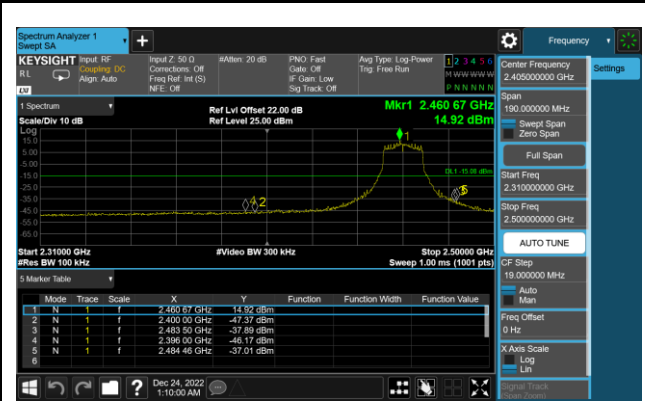 Spectrum Analyzer 1
Swept SA
+
Frequency
KEYSIGHT
RL
LXI
Input: RF
Coupling: DC
Align: Auto
Input Z: 50 Ω
Corrections: Off
Freq Ref: Int (S)
NFE: Off
#Atten: 20 dB
PNO: Fast
Gate: Off
IF Gain: Low
Sig Track: Off
Avg Type: Log-Power
Trig: Free Run
1 2 3 4 5 6
M W W W W W
P N N N N N
Center Frequency
2.405000000 GHz
Settings
Span
190.000000 MHz
Swept Span
Zero Span
Full Span
Start Freq
2.310000000 GHz
Stop Freq
2.500000000 GHz
AUTO TUNE
CF Step
19.000000 MHz
Auto
Man
Freq Offset
0 Hz
X Axis Scale
Log
Lin
Signal Track
(Span Zoom)
1 Spectrum
Scale/Div 10 dB
Ref Lvl Offset 22.00 dB
Ref Level 25.00 dBm
Mkr1 2.460 67 GHz
14.92 dBm
Log
15.0
5.00
-5.00
-15.0
-25.0
-35.0
-45.0
-55.0
-65.0
1
DL1 -15.08 dBm
4 2
Start 2.31000 GHz
#Res BW 100 kHz
#Video BW 300 kHz
Stop 2.50000 GHz
Sweep 1.00 ms (1001 pts)
5 Marker Table
Mode Trace Scale X Y Function Function Width Function Value
1 N 1 f 2.460 67 GHz 14.92 dBm
2 N 1 f 2.400 00 GHz -47.37 dBm
3 N 1 f 2.483 50 GHz -37.89 dBm
4 N 1 f 2.396 00 GHz -46.17 dBm
5 N 1 f 2.484 46 GHz -37.01 dBm
6
?
Dec 24, 2022
1:10:00 AM